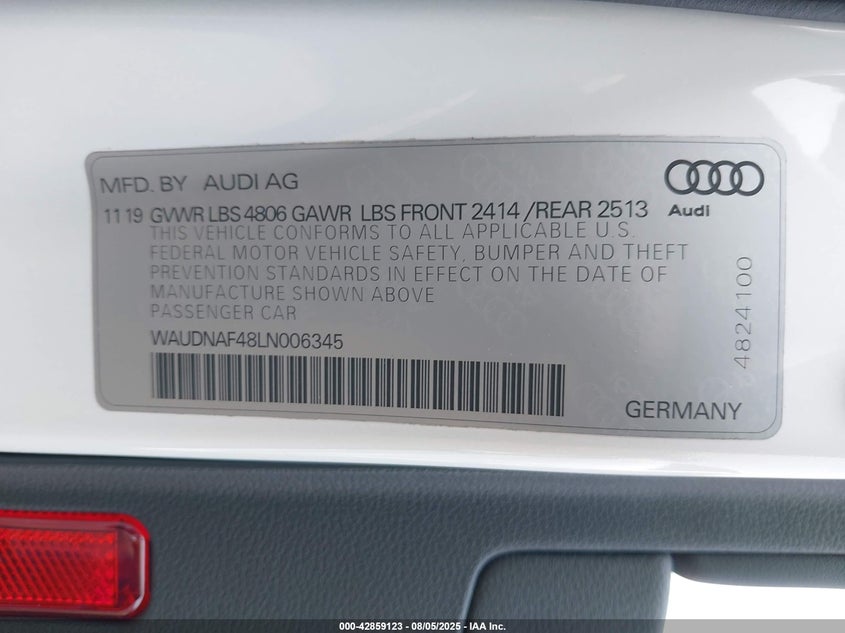 MFD. BY AUDI AG
11 19 GVWR LBS 4806 GAWR LBS FRONT 2414 /REAR 2513
THIS VEHICLE CONFORMS TO ALL APPLICABLE U.S.
FEDERAL MOTOR VEHICLE SAFETY, BUMPER AND THEFT
PREVENTION STANDARDS IN EFFECT ON THE DATE OF
MANUFACTURE SHOWN ABOVE
PASSENGER CAR
WAUDNAF48LN006345
Audi
4824100
GERMANY
000-42859123 - 08/05/2025 - IAA, Inc.